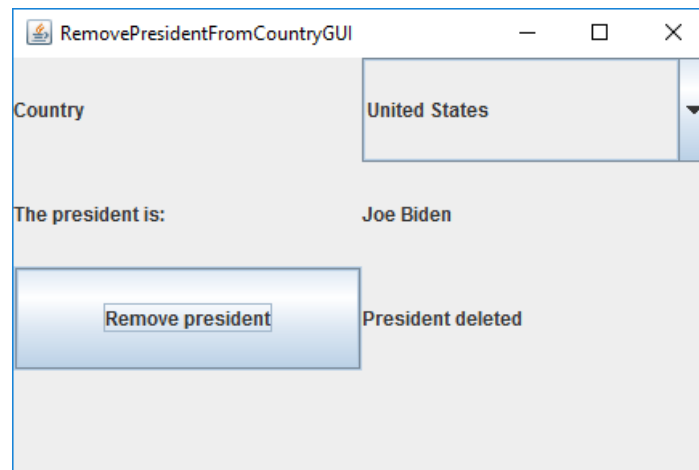 RemovePresidentFromCountryGUI
Country
United States
The president is:
Joe Biden
Remove president
President deleted